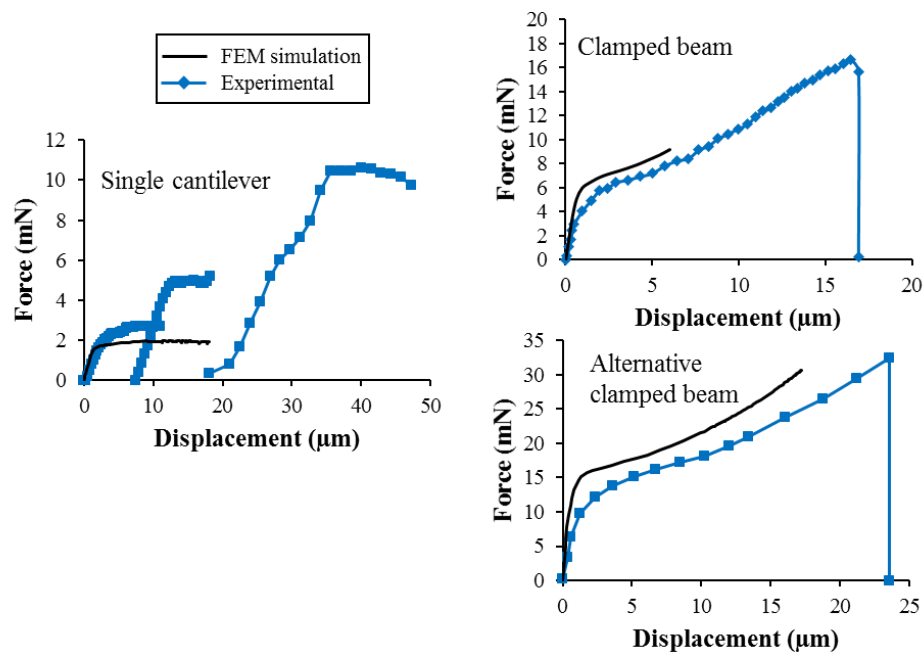 FEM simulation
Experimental
Single cantilever
Force (mN)
12
10
8
6
4
2
0
0 10 20 30 40 50
Displacement (µm)
Clamped beam
Force (mN)
20
18
16
14
12
10
8
6
4
2
0
0 5 10 15 20
Displacement (µm)
Alternative
clamped beam
Force (mN)
35
30
25
20
15
10
5
0
0 5 10 15 20 25
Displacement (µm)